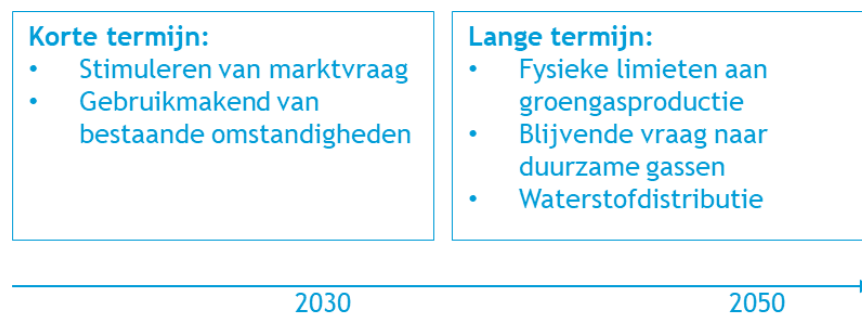 Korte termijn:
• Stimuleren van marktvraag
• Gebruikmakend van
bestaande omstandigheden
Lange termijn:
• Fysieke limieten aan
groengasproductie
• Blijvende vraag naar
duurzame gassen
• Waterstofdistributie
2030
2050